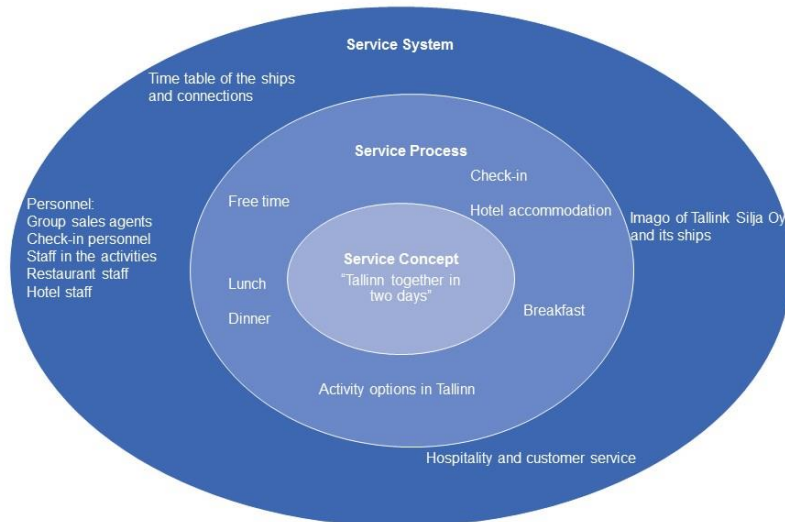 Service System
Time table of the ships
and connections
Service Process
Check-in
Free time
Hotel accommodation
Personnel:
Group sales agents
Check-in personnel
Staff in the activities
Restaurant staff
Hotel staff
Imago of Tallink Silja Oy
and its ships
Service Concept
“Tallinn together in
two days”
Lunch
Dinner
Breakfast
Activity options in Tallinn
Hospitality and customer service